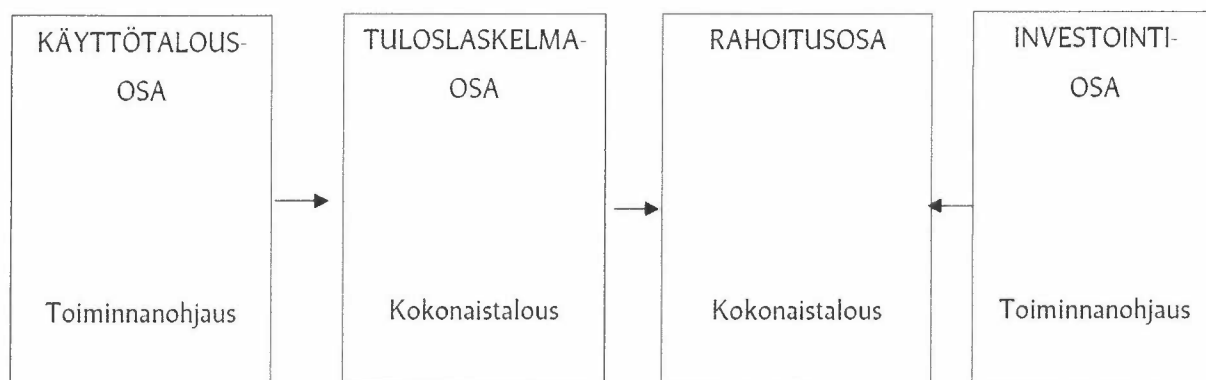 KÄYTTÖTALOUS-
OSA
Toiminnanohjaus
TULOSLASKELMA-
OSA
Kokonaistalous
RAHOITUSOSA
Kokonaistalous
INVESTOINTI-
OSA
Toiminnanohjaus